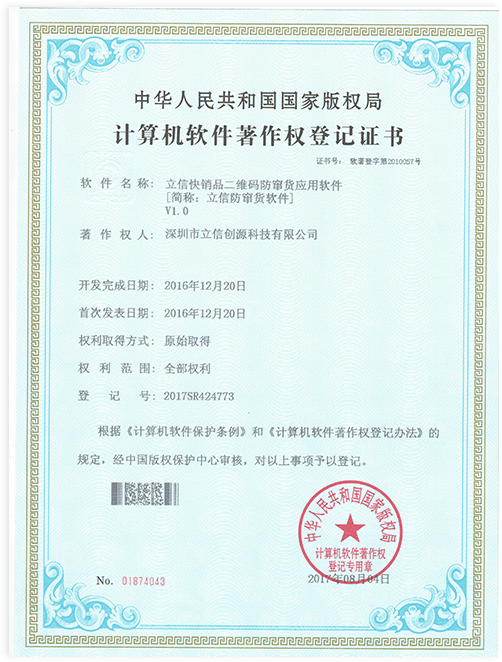 中华人民共和国国家版权局
计算机软件著作权登记证书
证书号： 软著登字第2010057号
软件名称： 立信快销品二维码防窜货应用软件
[简称：立信防窜货软件]
V1.0
著作权人： 深圳市立信创源科技有限公司
开发完成日期： 2016年12月20日
首次发表日期： 2016年12月20日
权利取得方式： 原始取得
权利范围： 全部权利
登记号： 2017SR424773
根据《计算机软件保护条例》和《计算机软件著作权登记办法》的
规定，经中国版权保护中心审核，对以上事项予以登记。
中华人民共和国国家版权局
计算机软件著作权
登记专用章
2017年08月04日
No. 01874043